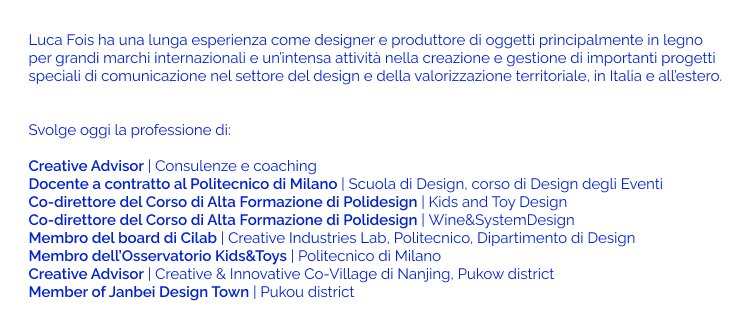 Luca Fois ha una lunga esperienza come designer e produttore di oggetti principalmente in legno
per grandi marchi internazionali e un'intensa attività nella creazione e gestione di importanti progetti
speciali di comunicazione nel settore del design e della valorizzazione territoriale, in Italia e all'estero.
Svolge oggi la professione di:
Creative Advisor | Consulenze e coaching
Docente a contratto al Politecnico di Milano | Scuola di Design, corso di Design degli Eventi
Co-direttore del Corso di Alta Formazione di Polidesign | Kids and Toy Design
Co-direttore del Corso di Alta Formazione di Polidesign | Wine&SystemDesign
Membro del board di Cilab | Creative Industries Lab, Politecnico, Dipartimento di Design
Membro dell'Osservatorio Kids&Toys | Politecnico di Milano
Creative Advisor | Creative & Innovative Co-Village di Nanjing, Pukow district
Member of Janbei Design Town | Pukou district